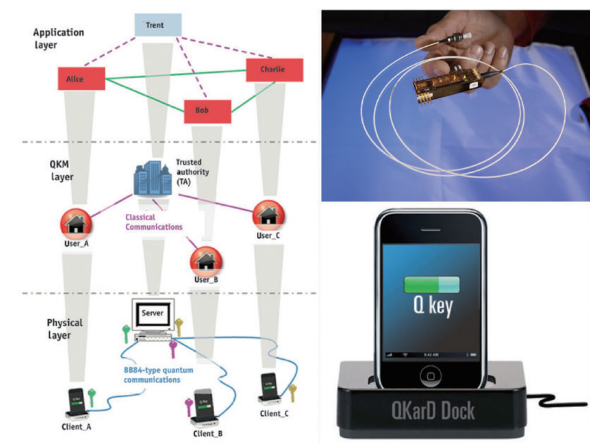 Application
layer
Trent
Alice
Charlie
Bob
QKM
layer
Trusted
authority
(TA)
Classical
Communications
User_A
User_C
User_B
Physical
layer
Server
BB84-type quantum
communications
Client_A
Client_B
Client_C
Q key
QKarD Dock